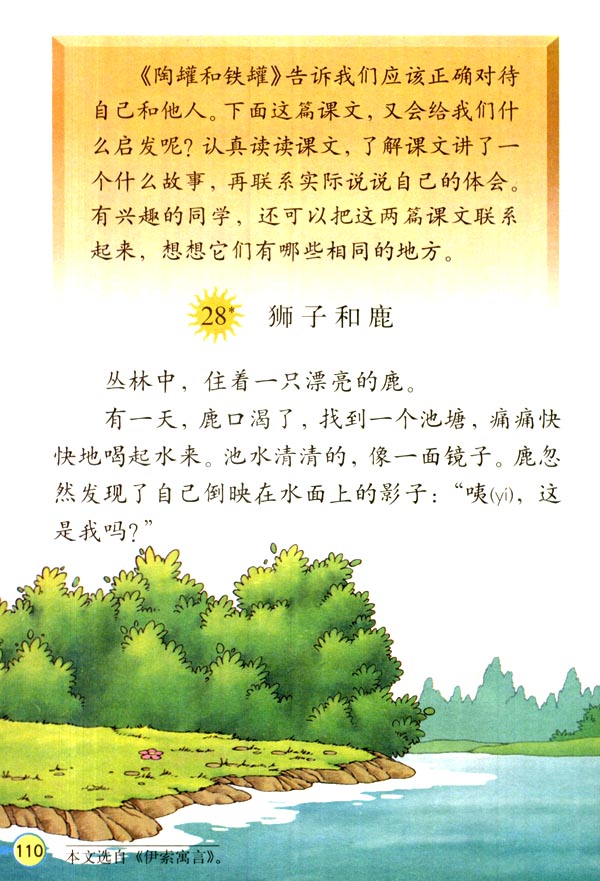 《陶罐和铁罐》告诉我们应该正确对待
自己和他人。下面这篇课文，又会给我们什
么启发呢？认真读读课文，了解课文讲了一
个什么故事，再联系实际说说自己的体会。
有兴趣的同学，还可以把这两篇课文联系
起来，想想它们有哪些相同的地方。
28* 狮子和鹿
丛林中，住着一只漂亮的鹿。
有一天，鹿口渴了，找到一个池塘，痛痛快
快地喝起水来。池水清清的，像一面镜子。鹿忽
然发现了自己倒映在水面上的影子：“咦(yí)，这
是我吗？”
110 本文选自《伊索寓言》。